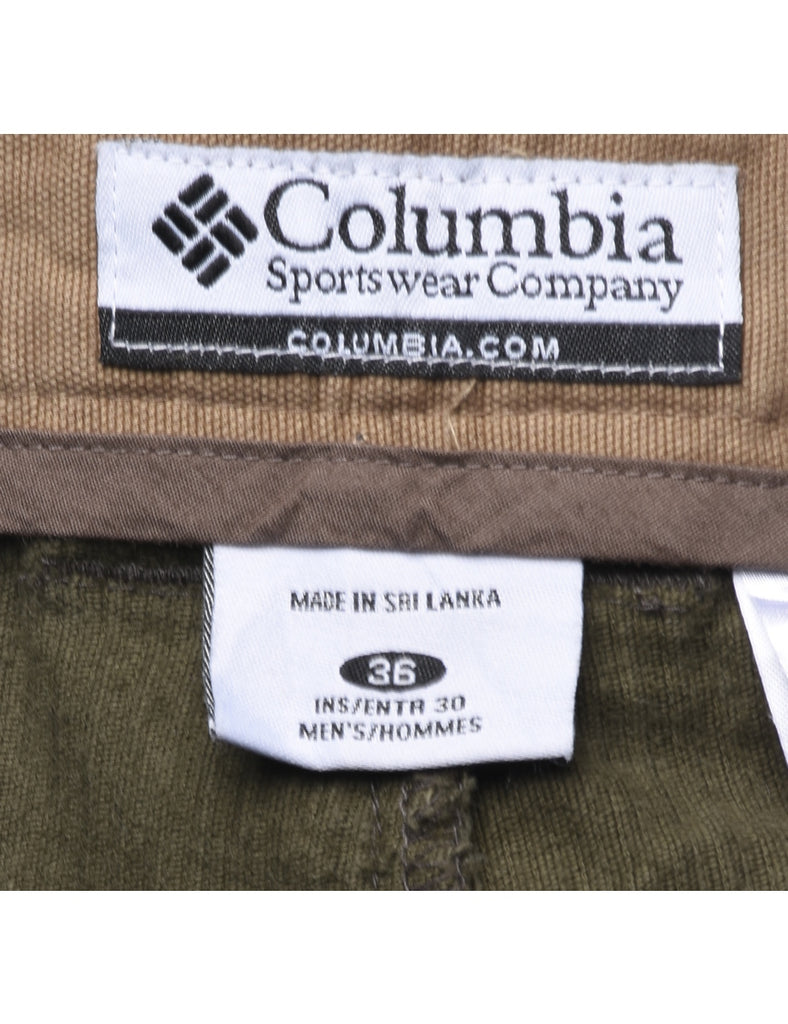 Columbia
Sportswear Company
COLUMBIA.COM
MADE IN SRI LANKA
36
INS/ENTR 30
MEN'S/HOMMES